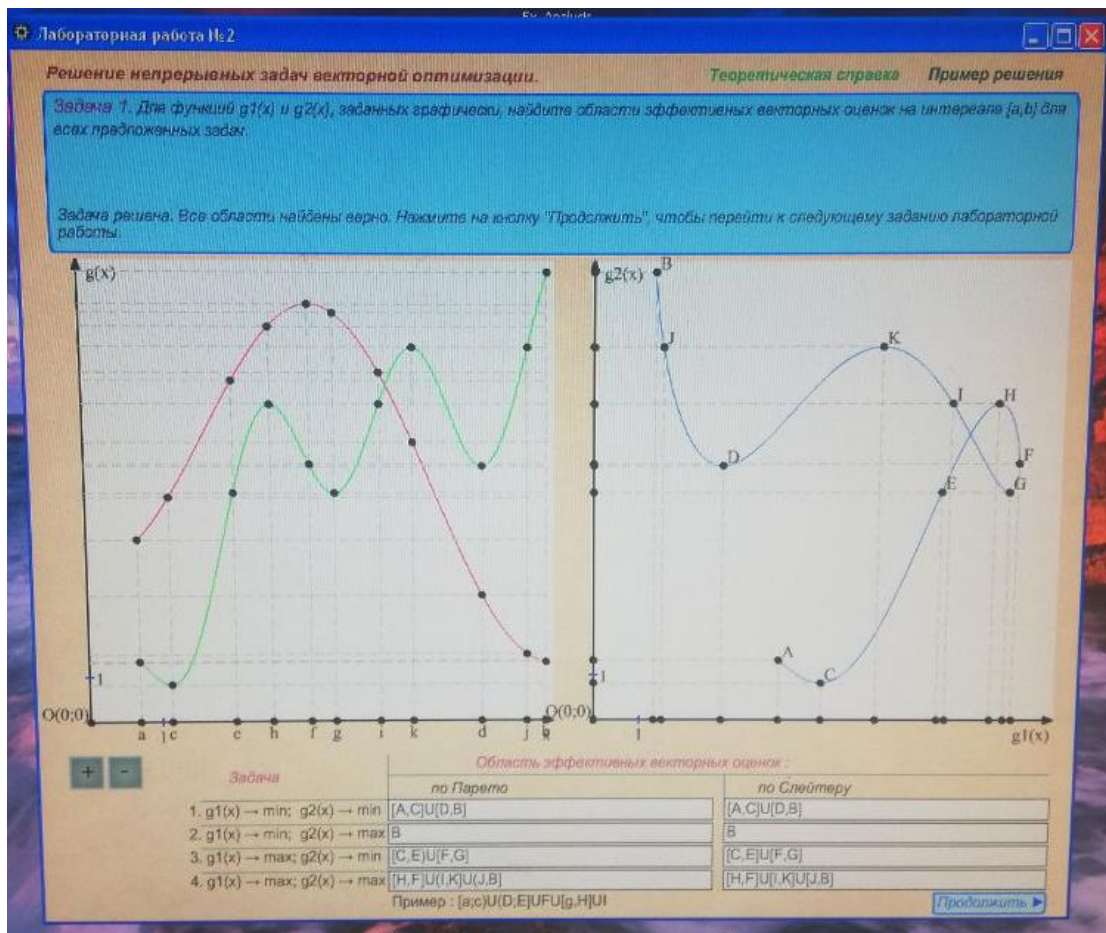 Лабораторная работа №2
Решение непрерывных задач векторной оптимизации.
Теоретическая справка
Пример решения
Задача 1. Для функций g1(x) и g2(x), заданных графически, найдите области эффективных векторных оценок на интервале [a,b] для
всех предложенных задач.
Задача решена. Все области найдены верно. Нажмите на кнопку "Продолжить", чтобы перейти к следующему заданию лабораторной
работы.
g(x)
1
O(0;0)
a 1 c e h f g i k d j
g2(x)
B
J
K
I
H
D
F
E
G
A
C
1
O(0;0)
1
g1(x)
+ -
Задача
Область эффективных векторных оценок :
по Парето
по Слейтеру
1. g1(x) → min; g2(x) → min [A,C]U[D,B] [A,C]U[D,B]
2. g1(x) → min; g2(x) → max B B
3. g1(x) → max; g2(x) → min [C,E)U[F,G] [C,E]U[F,G]
4. g1(x) → max; g2(x) → max [H,F]U(I,K]U(J,B] [H,F]U[I,K]U[J,B]
Пример : [a;c)U(D;E]UFU[g,H]UI
Продолжить